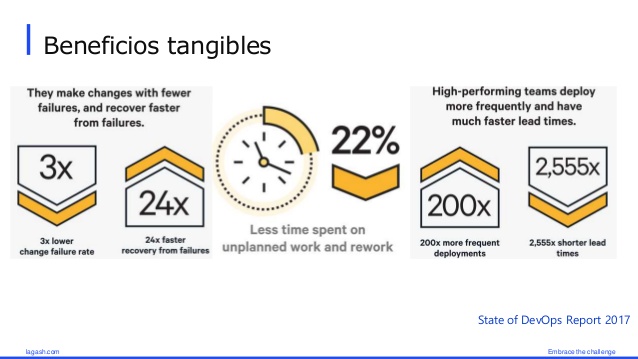 Beneficios tangibles
They make changes with fewer
failures, and recover faster
from failures.
3x
3x lower
change failure rate
24x
24x faster
recovery from failures
22%
Less time spent on
unplanned work and rework
High-performing teams deploy
more frequently and have
much faster lead times.
200x
200x more frequent
deployments
2,555x
2,555x shorter lead
times
State of DevOps Report 2017
lagash.com
Embrace the challenge